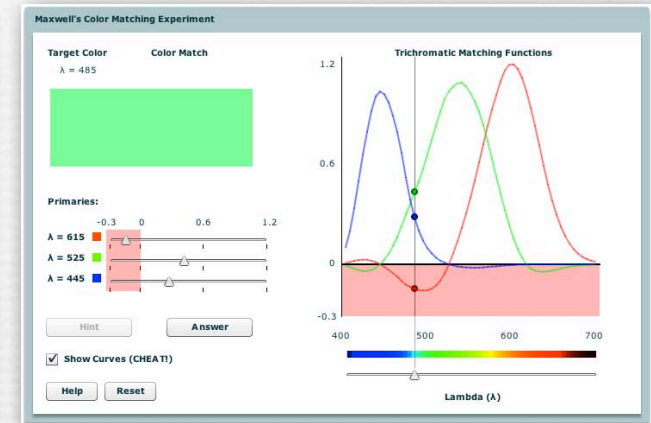 Maxwell's Color Matching Experiment
Target Color Color Match
λ = 485
Primaries:
-0.3 0 0.6 1.2
λ = 615
λ = 525
λ = 445
Hint Answer
Show Curves (CHEAT!)
Help Reset
Trichromatic Matching Functions
1.2
0.6
0
-0.3
400 500 600 700
Lambda (λ)